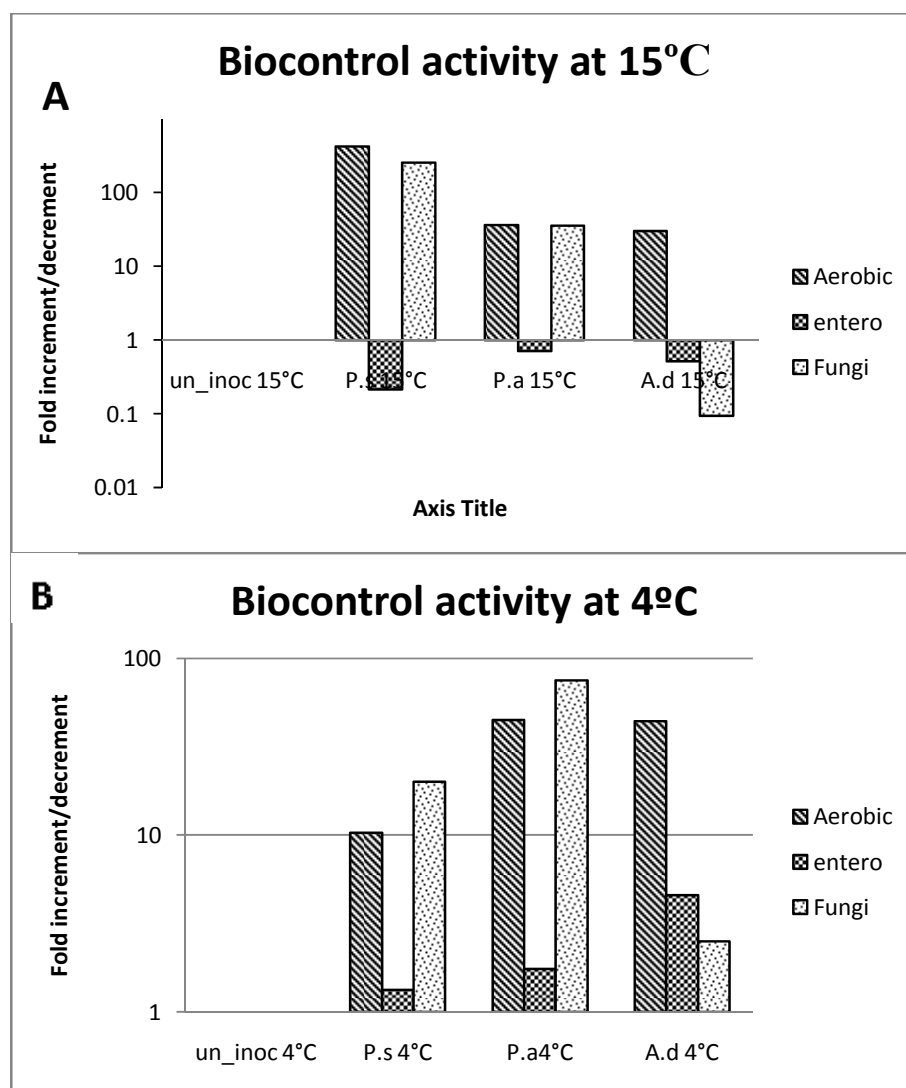 Biocontrol activity at 15°C
A
Fold increment/decrement
100
10
1
0.1
0.01
un_inoc 15°C P.s 15°C P.a 15°C A.d 15°C
Axis Title
Aerobic
entero
Fungi
B
Biocontrol activity at 4ºC
Fold increment/decrement
100
10
1
un_inoc 4°C P.s 4°C P.a4°C A.d 4°C
Aerobic
entero
Fungi